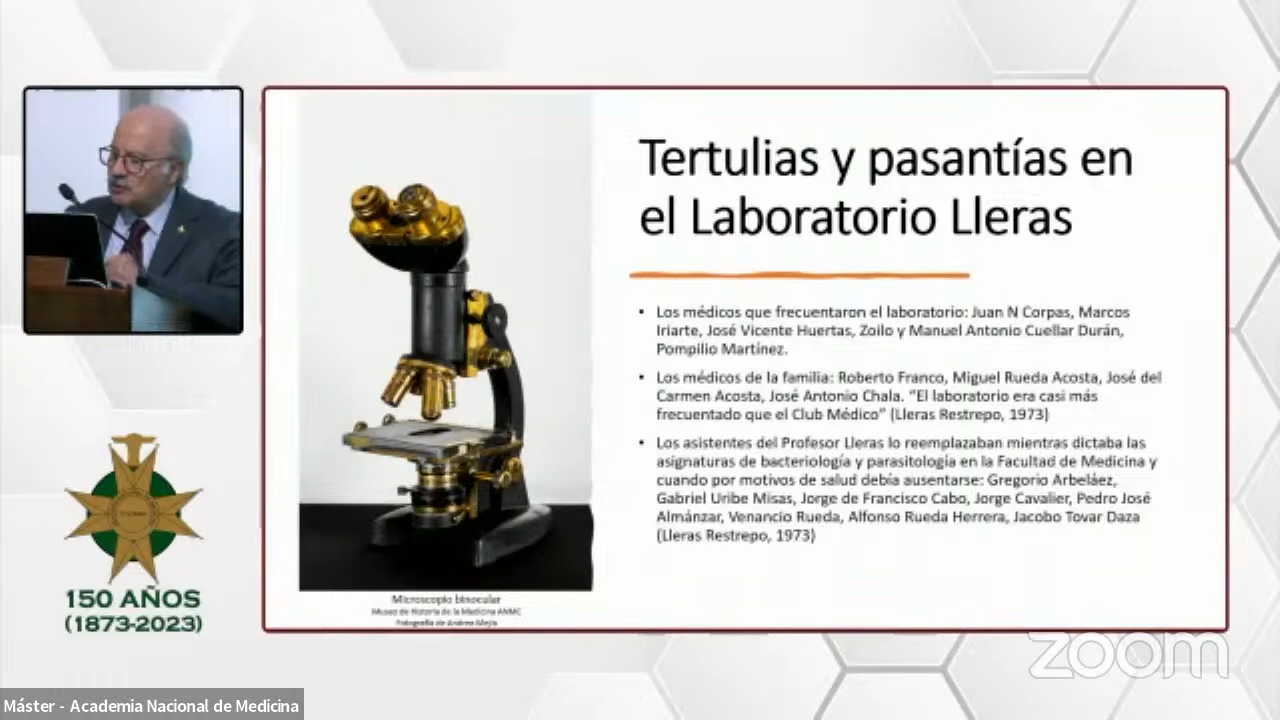 Tertulias y pasantías en
el Laboratorio Lleras
• Los médicos que frecuentaron el laboratorio: Juan N Corpas, Marcos
Iriarte, José Vicente Huertas, Zoilo y Manuel Antonio Cuellar Durán,
Pompilio Martínez.
• Los médicos de la familia: Roberto Franco, Miguel Rueda Acosta, José del
Carmen Acosta, José Antonio Chala. “El laboratorio era casi más
frecuentado que el Club Médico” (Lleras Restrepo, 1973)
• Los asistentes del Profesor Lleras lo reemplazaban mientras dictaba las
asignaturas de bacteriología y parasitología en la Facultad de Medicina y
cuando por motivos de salud debía ausentarse: Gregorio Arbeláez,
Gabriel Uribe Misas, Jorge de Francisco Cabo, Jorge Cavalier, Pedro José
Almánzar, Venancio Rueda, Alfonso Rueda Herrera, Jacobo Tovar Daza
(Lleras Restrepo, 1973)
Microscopio binocular
Museo de Historia de la Medicina ANMC
Fotografía de Andrea Mejía
150 AÑOS
(1873-2023)
zoom
Máster - Academia Nacional de Medicina